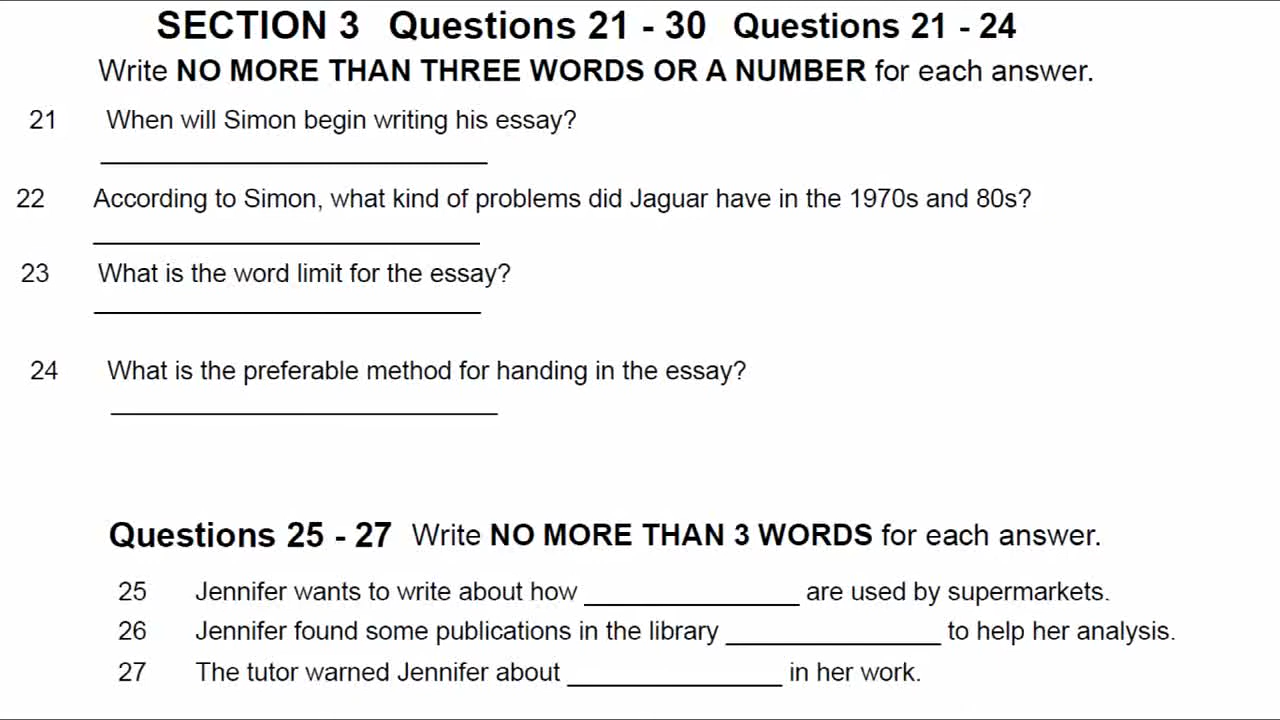 SECTION 3 Questions 21 - 30 Questions 21 - 24
Write NO MORE THAN THREE WORDS OR A NUMBER for each answer.
21 When will Simon begin writing his essay?
22 According to Simon, what kind of problems did Jaguar have in the 1970s and 80s?
23 What is the word limit for the essay?
24 What is the preferable method for handing in the essay?
Questions 25 - 27 Write NO MORE THAN 3 WORDS for each answer.
25 Jennifer wants to write about how ______________ are used by supermarkets.
26 Jennifer found some publications in the library ______________ to help her analysis.
27 The tutor warned Jennifer about ______________ in her work.